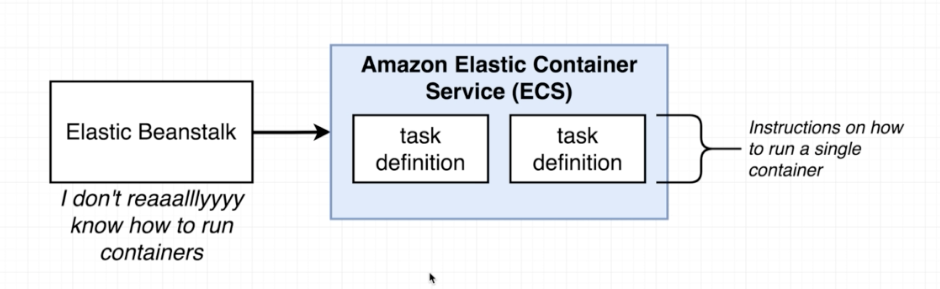 Elastic Beanstalk
I don't reaaalllyyyy
know how to run
containers
Amazon Elastic Container
Service (ECS)
task
definition
task
definition
Instructions on how
to run a single
container